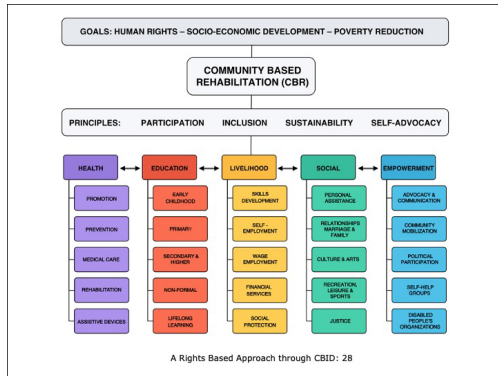 GOALS: HUMAN RIGHTS – SOCIO-ECONOMIC DEVELOPMENT – POVERTY REDUCTION
COMMUNITY BASED
REHABILITATION (CBR)
PRINCIPLES: PARTICIPATION INCLUSION SUSTAINABILITY SELF-ADVOCACY
HEALTH
PROMOTION
PREVENTION
MEDICAL CARE
REHABILITATION
ASSISTIVE DEVICES
EDUCATION
EARLY
CHILDHOOD
PRIMARY
SECONDARY &
HIGHER
NON-FORMAL
LIFELONG
LEARNING
LIVELIHOOD
SKILLS
DEVELOPMENT
SELF-
EMPLOYMENT
WAGE
EMPLOYMENT
FINANCIAL
SERVICES
SOCIAL
PROTECTION
SOCIAL
PERSONAL
ASSISTANCE
RELATIONSHIPS
MARRIAGE &
FAMILY
CULTURE & ARTS
RECREATION,
LEISURE &
SPORTS
JUSTICE
EMPOWERMENT
ADVOCACY &
COMMUNICATION
COMMUNITY
MOBILIZATION
POLITICAL
PARTICIPATION
SELF-HELP
GROUPS
DISABLED
PEOPLE'S
ORGANIZATIONS
A Rights Based Approach through CBID: 28